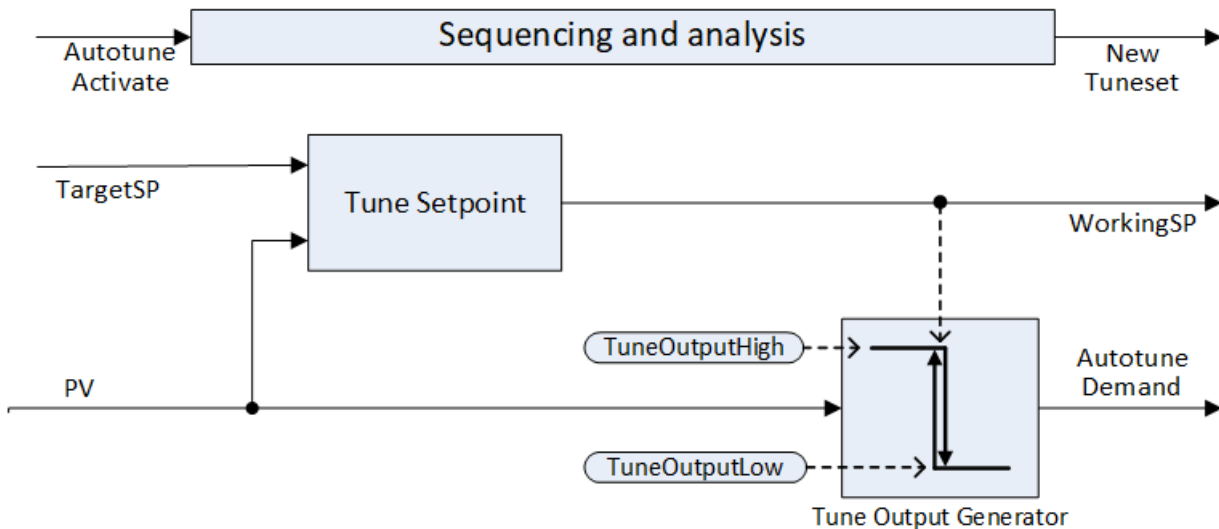 Sequencing and analysis
Autotune
Activate
New
Tuneset
TargetSP
Tune Setpoint
WorkingSP
TuneOutputHigh
PV
Autotune
Demand
TuneOutputLow
Tune Output Generator